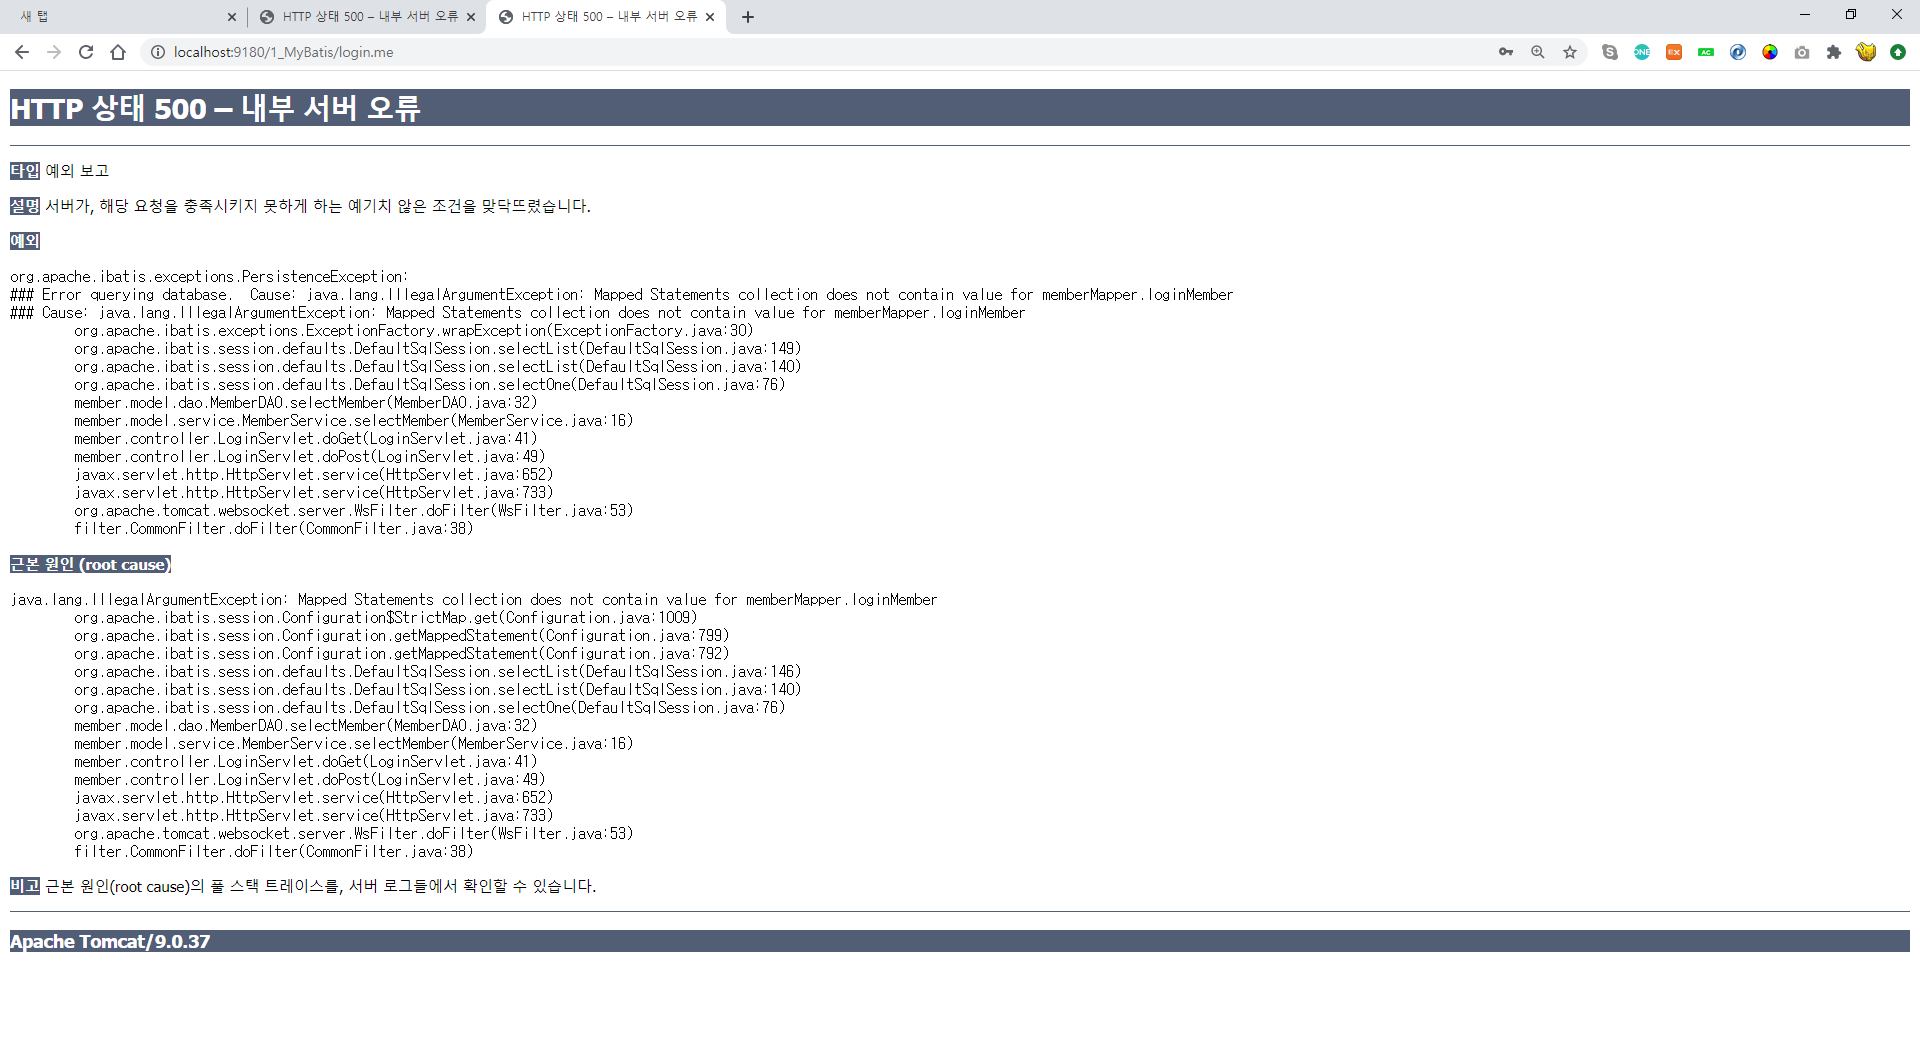 새 탭
HTTP 상태 500 – 내부 서버 오류
HTTP 상태 500 – 내부 서버 오류
localhost:9180/1_MyBatis/login.me
ONE
EX
AC
HTTP 상태 500 – 내부 서버 오류
타입 예외 보고
설명 서버가, 해당 요청을 충족시키지 못하게 하는 예기치 않은 조건을 맞닥뜨렸습니다.
예외
org.apache.ibatis.exceptions.PersistenceException:
### Error querying database.  Cause: java.lang.IllegalArgumentException: Mapped Statements collection does not contain value for memberMapper.loginMember
### Cause: java.lang.IllegalArgumentException: Mapped Statements collection does not contain value for memberMapper.loginMember
org.apache.ibatis.exceptions.ExceptionFactory.wrapException(ExceptionFactory.java:30)
org.apache.ibatis.session.defaults.DefaultSqlSession.selectList(DefaultSqlSession.java:149)
org.apache.ibatis.session.defaults.DefaultSqlSession.selectList(DefaultSqlSession.java:140)
org.apache.ibatis.session.defaults.DefaultSqlSession.selectOne(DefaultSqlSession.java:76)
member.model.dao.MemberDAO.selectMember(MemberDAO.java:32)
member.model.service.MemberService.selectMember(MemberService.java:16)
member.controller.LoginServlet.doGet(LoginServlet.java:41)
member.controller.LoginServlet.doPost(LoginServlet.java:49)
javax.servlet.http.HttpServlet.service(HttpServlet.java:652)
javax.servlet.http.HttpServlet.service(HttpServlet.java:733)
org.apache.tomcat.websocket.server.WsFilter.doFilter(WsFilter.java:53)
filter.CommonFilter.doFilter(CommonFilter.java:38)
근본 원인 (root cause)
java.lang.IllegalArgumentException: Mapped Statements collection does not contain value for memberMapper.loginMember
org.apache.ibatis.session.Configuration$StrictMap.get(Configuration.java:1009)
org.apache.ibatis.session.Configuration.getMappedStatement(Configuration.java:799)
org.apache.ibatis.session.Configuration.getMappedStatement(Configuration.java:792)
org.apache.ibatis.session.defaults.DefaultSqlSession.selectList(DefaultSqlSession.java:146)
org.apache.ibatis.session.defaults.DefaultSqlSession.selectList(DefaultSqlSession.java:140)
org.apache.ibatis.session.defaults.DefaultSqlSession.selectOne(DefaultSqlSession.java:76)
member.model.dao.MemberDAO.selectMember(MemberDAO.java:32)
member.model.service.MemberService.selectMember(MemberService.java:16)
member.controller.LoginServlet.doGet(LoginServlet.java:41)
member.controller.LoginServlet.doPost(LoginServlet.java:49)
javax.servlet.http.HttpServlet.service(HttpServlet.java:652)
javax.servlet.http.HttpServlet.service(HttpServlet.java:733)
org.apache.tomcat.websocket.server.WsFilter.doFilter(WsFilter.java:53)
filter.CommonFilter.doFilter(CommonFilter.java:38)
비고 근본 원인(root cause)의 풀 스택 트레이스를, 서버 로그들에서 확인할 수 있습니다.
Apache Tomcat/9.0.37